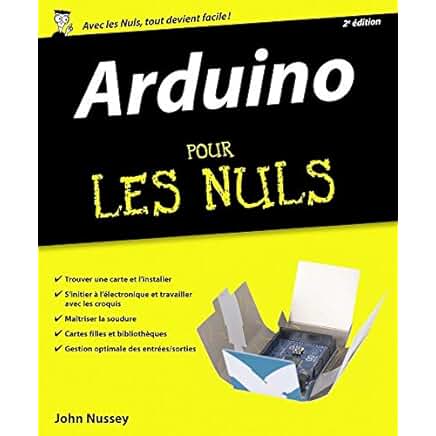 Avec les Nuls, tout devient facile !
2e édition
Arduino
POUR
LES NULS
✓ Trouver une carte et l'installer
✓ S'initier à l'électronique et travailler
avec les croquis
✓ Maîtriser la soudure
✓ Cartes filles et bibliothèques
✓ Gestion optimale des entrées/sorties
John Nussey